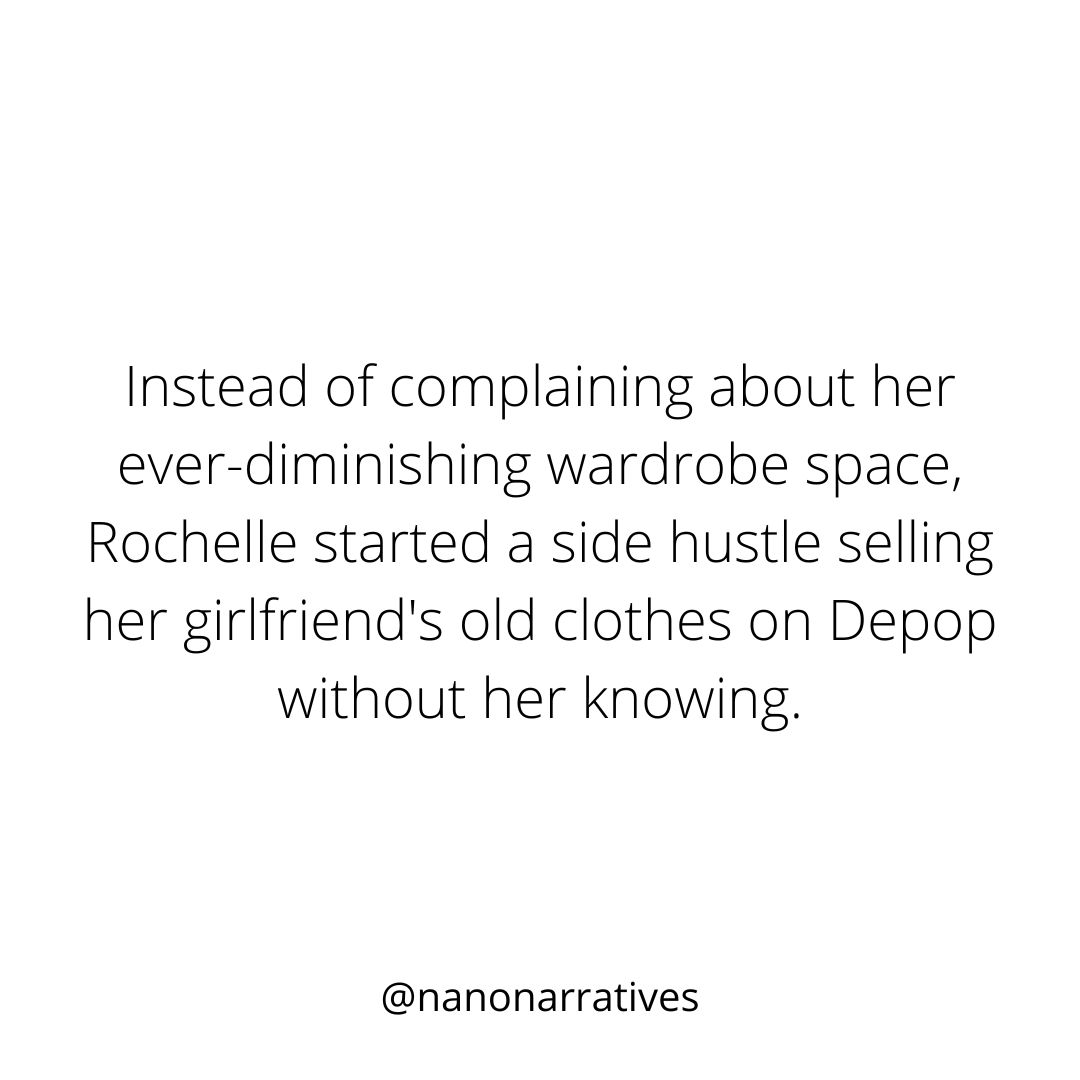 Instead of complaining about her
ever-diminishing wardrobe space,
Rochelle started a side hustle selling
her girlfriend's old clothes on Depop
without her knowing.
@nanonarratives